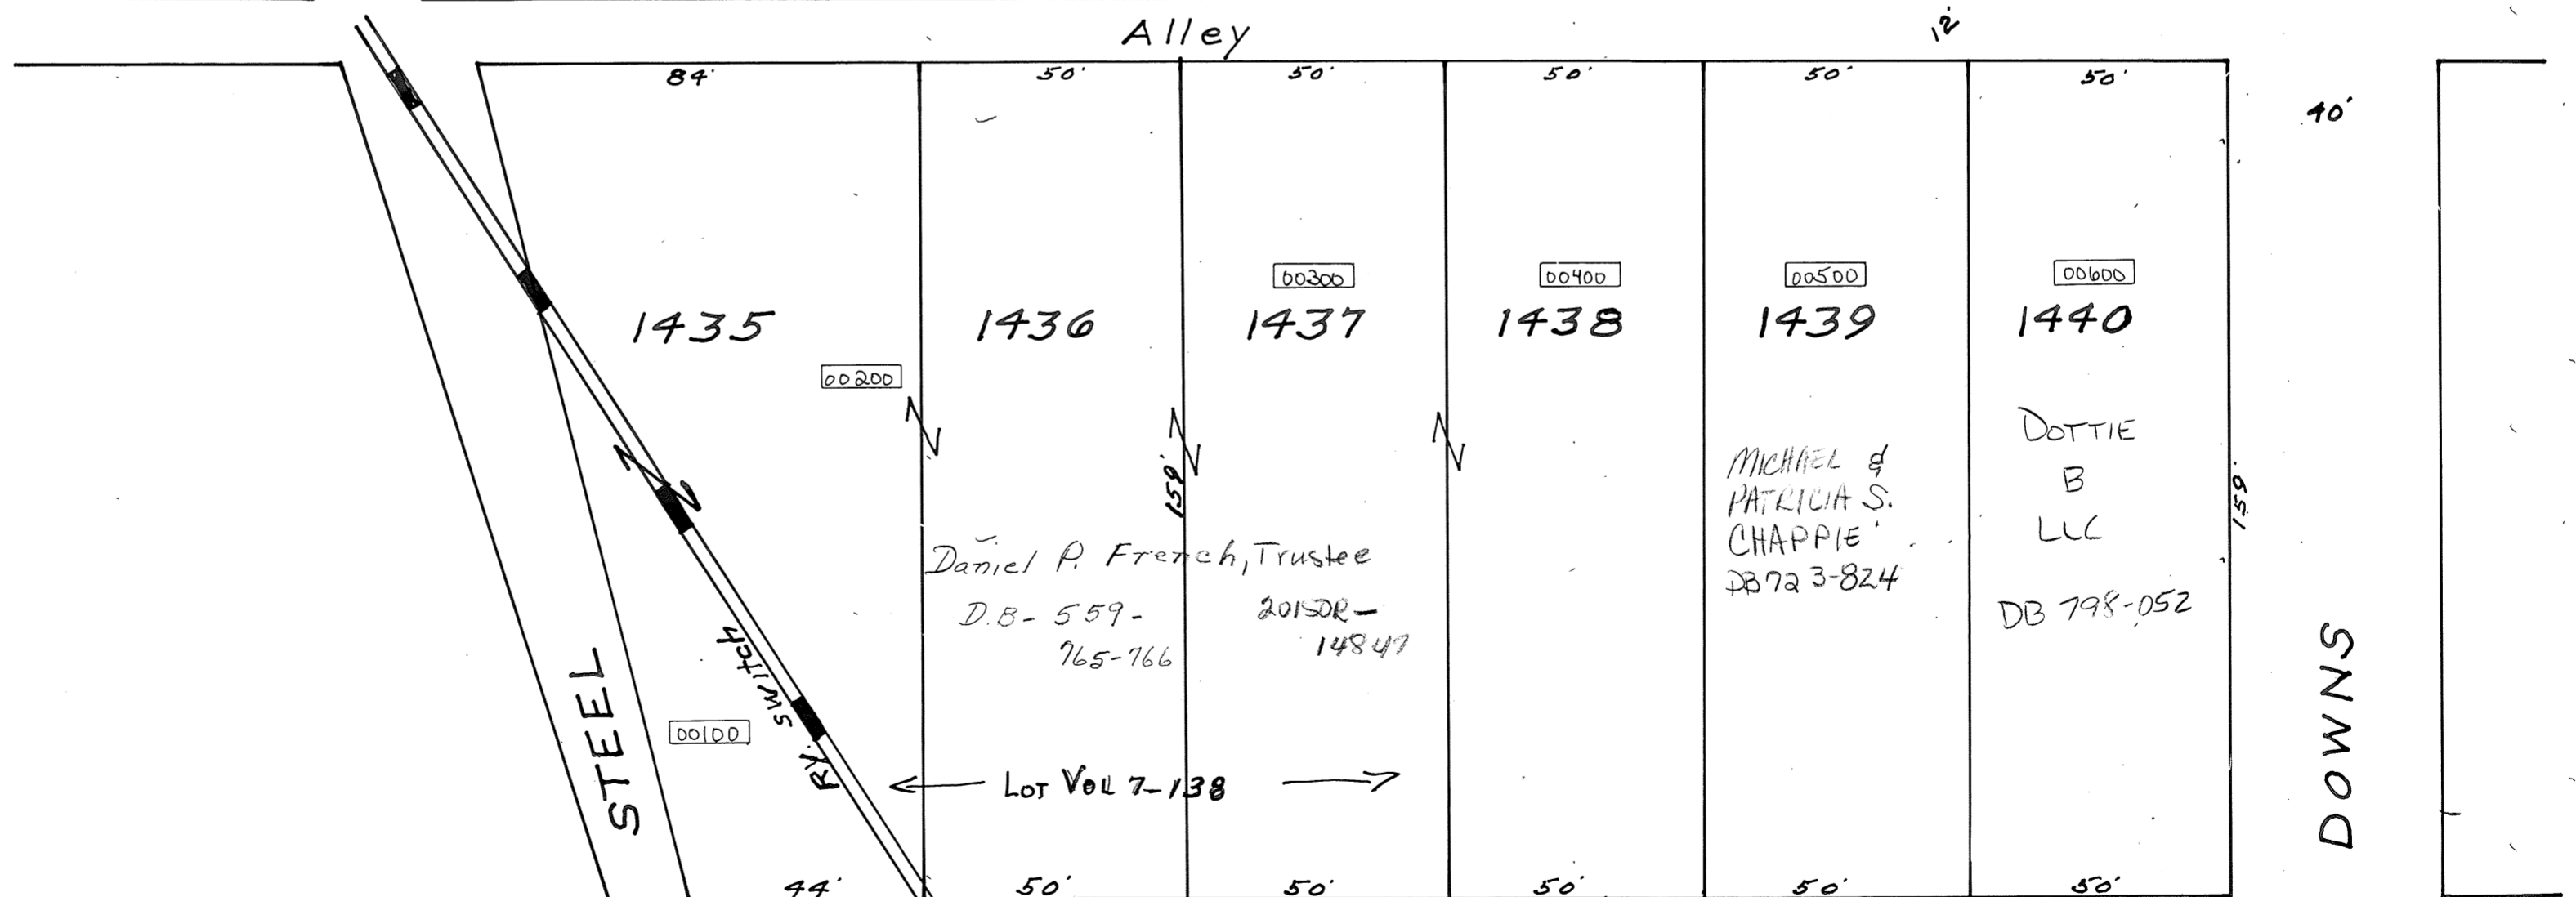 Alley
12'
84'
50'
50'
50'
50'
50'
40'
00300
00400
00500
00600
1435
1436
1437
1438
1439
1440
00200
DOTTIE
B
LLC
DB 798-052
MICHAEL &
PATRICIA S.
CHAPPIE
DB723-824
159'
159'
Daniel P. French, Trustee
D.B- 559-
765-766
2015OR-
14847
STEEL
RY. SWITCH
00100
LOT VOL 7-138
DOWNS
44'
50'
50'
50'
50'
50'